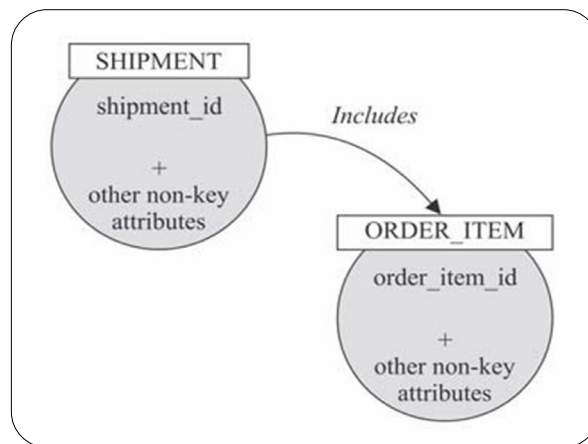 SHIPMENT
shipment_id
+
other non-key
attributes
Includes
ORDER_ITEM
order_item_id
+
other non-key
attributes